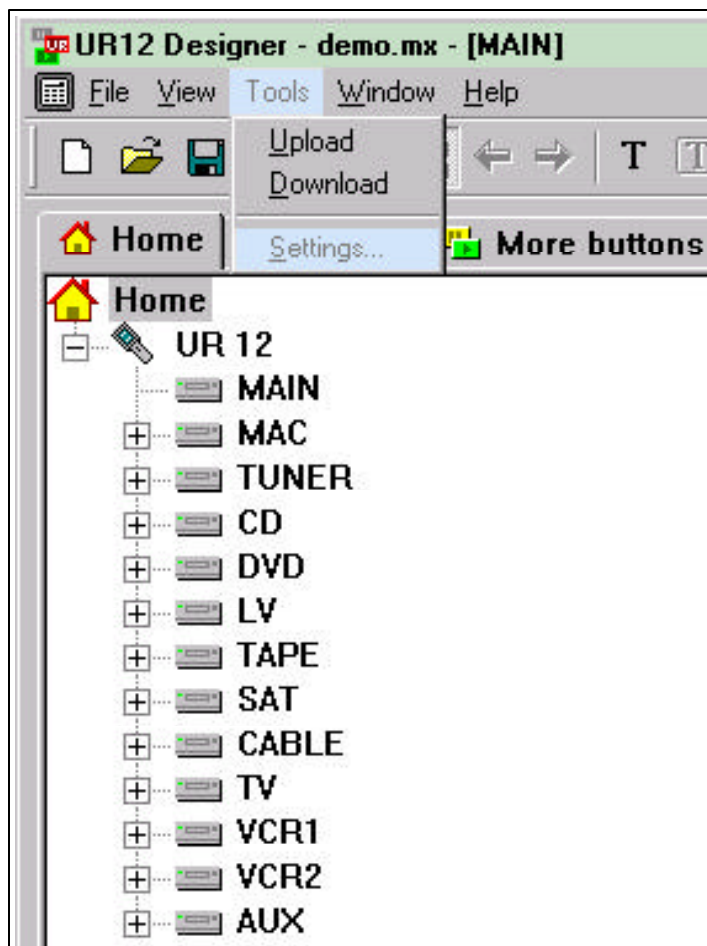 UR12 Designer - demo.mx - [MAIN]
File View Tools Window Help
Upload
T T
Download
Home
Settings...
More buttons
Home
UR 12
MAIN
MAC
TUNER
CD
DVD
LV
TAPE
SAT
CABLE
TV
VCR1
VCR2
AUX